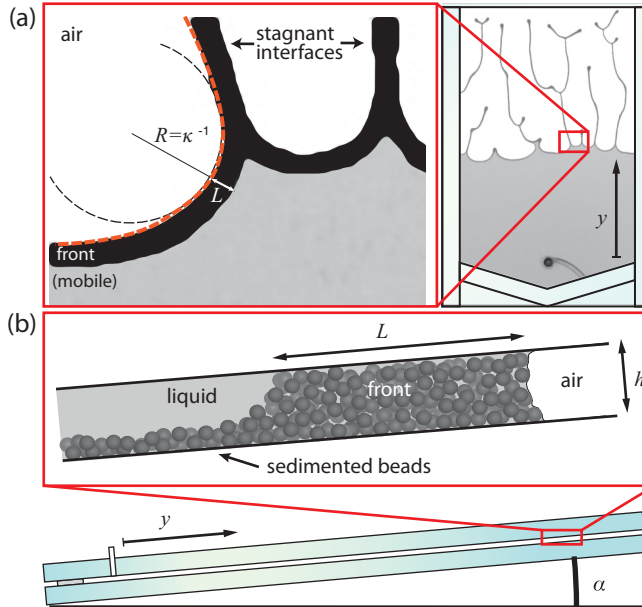 (a)
air
stagnant
interfaces
R=κ⁻¹
L
front
(mobile)
y
(b)
L
liquid
front
air
h
sedimented beads
y
α